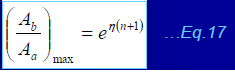 (A_b / A_a)_max = e^{η(n+1)} ...Eq.17